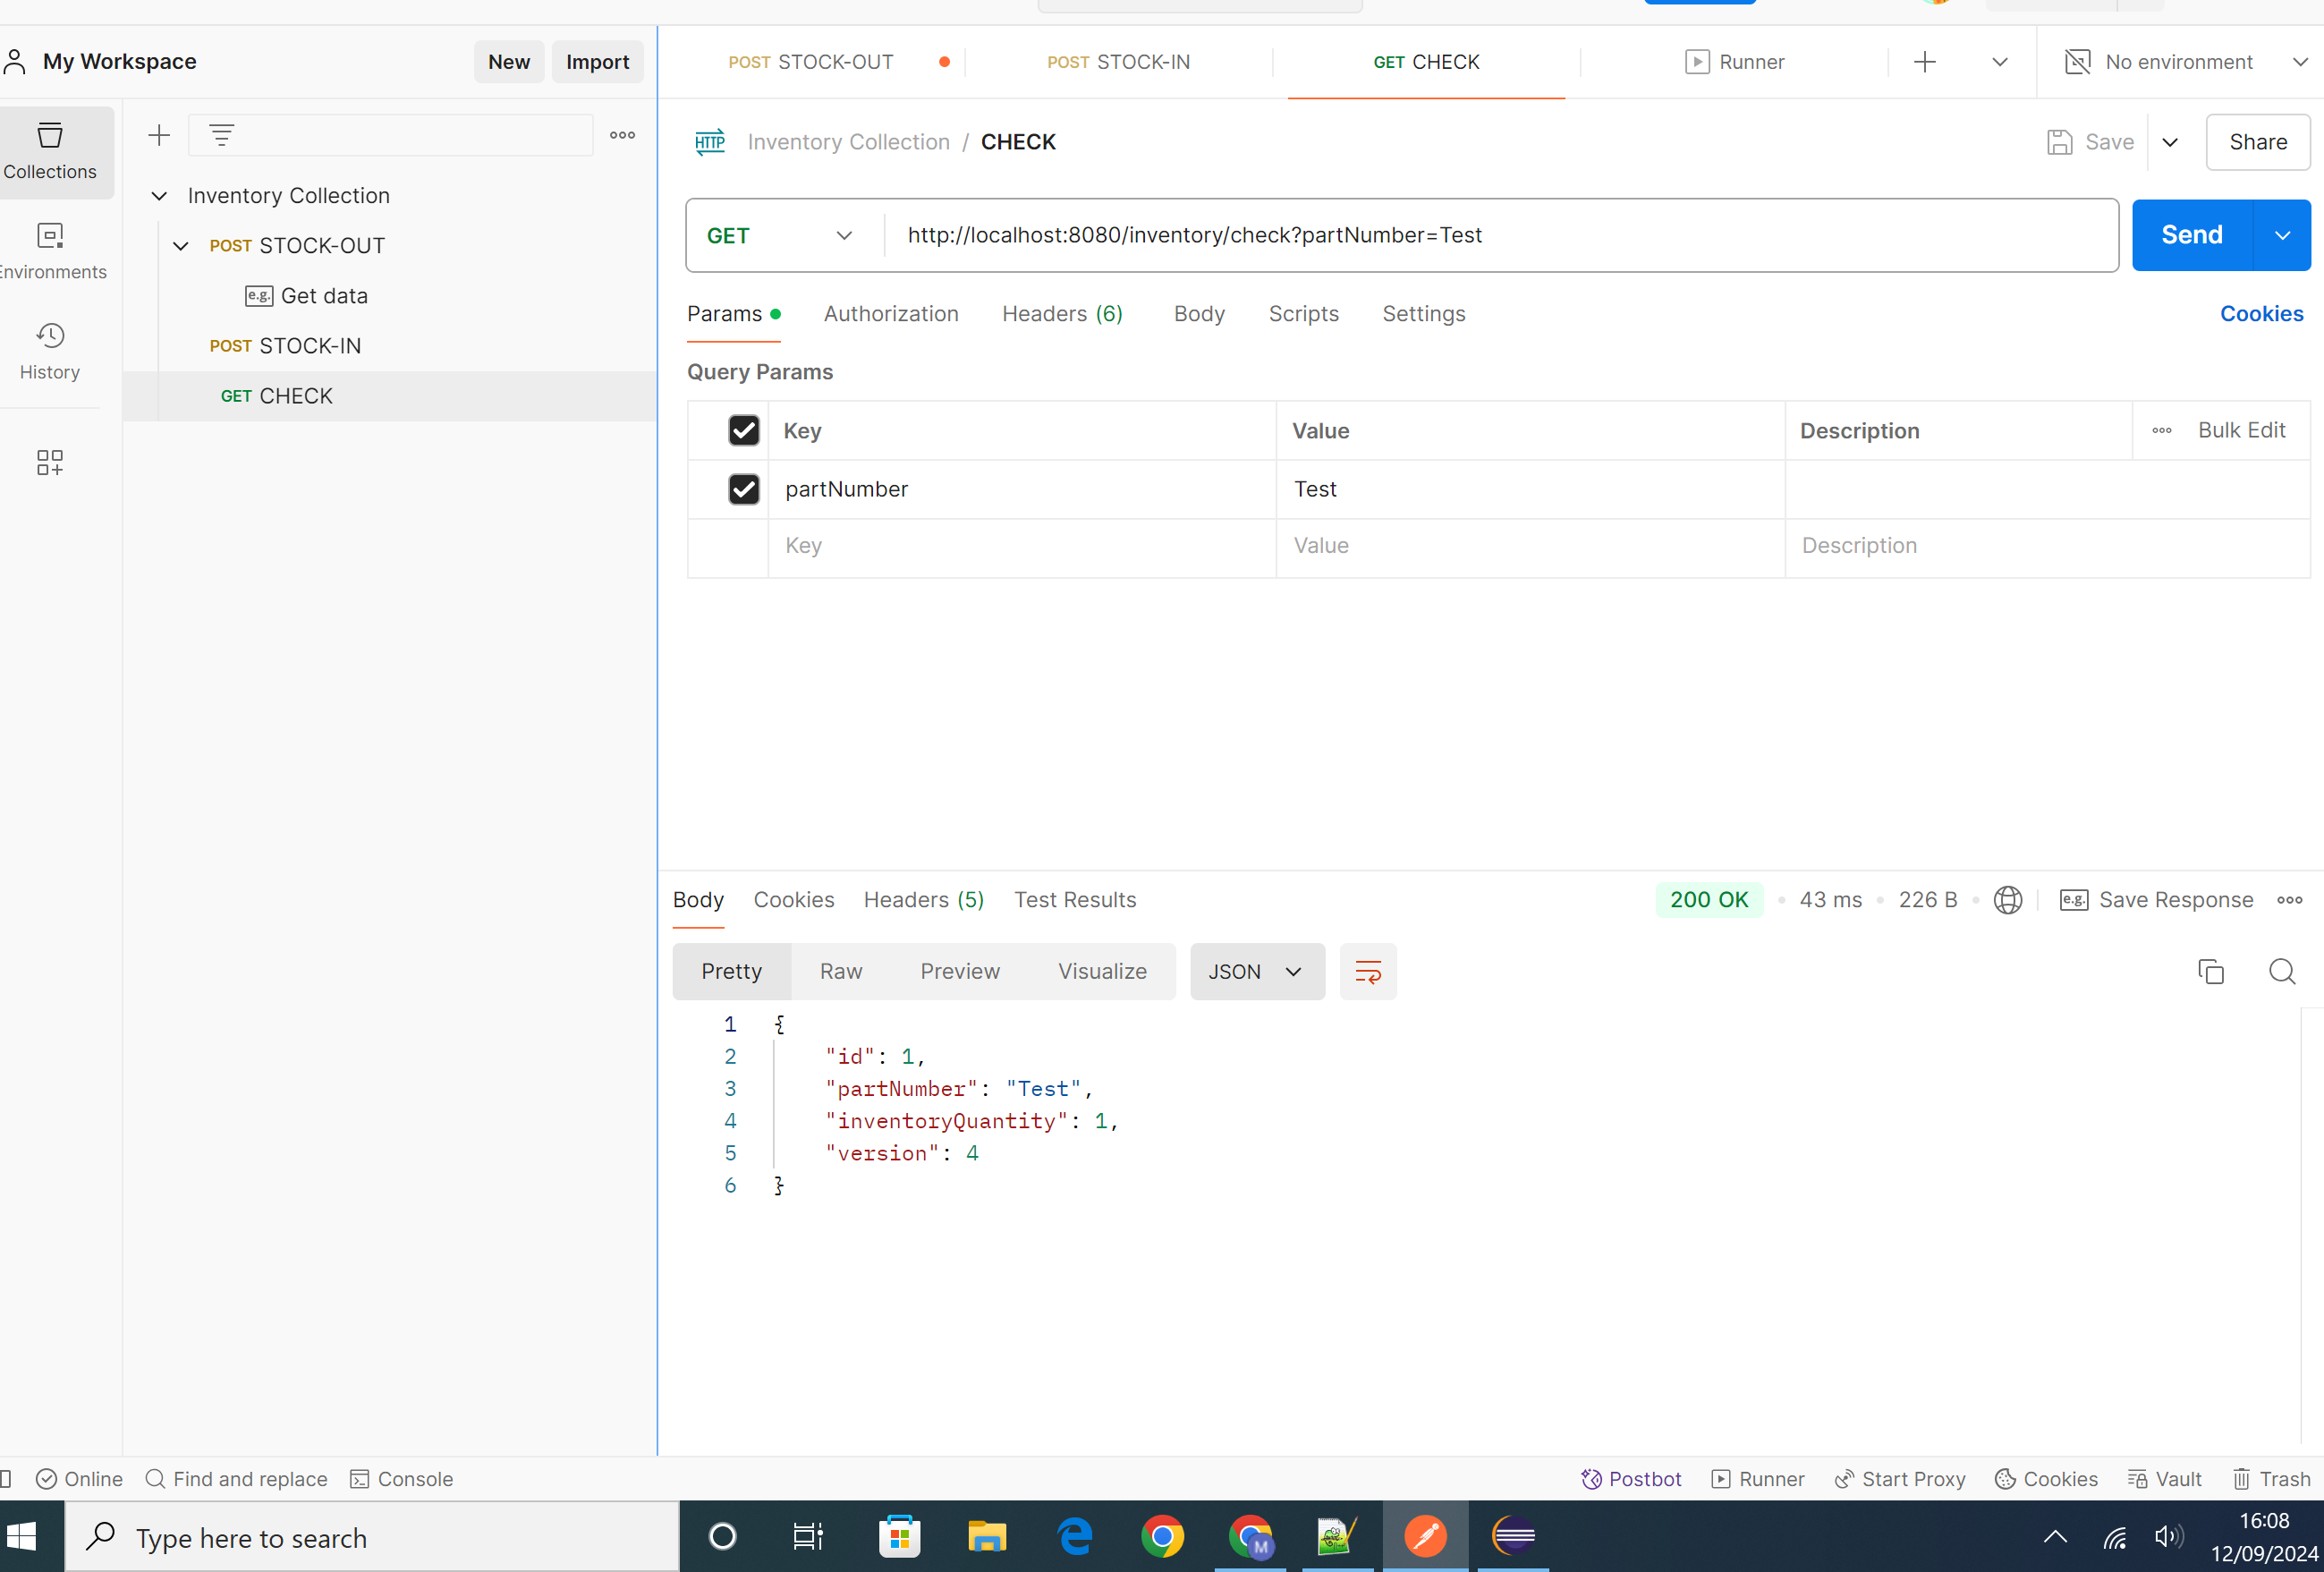 My Workspace
New
Import
POST STOCK-OUT
POST STOCK-IN
GET CHECK
Runner
No environment
Collections
Environments
History
Inventory Collection
POST STOCK-OUT
e.g. Get data
POST STOCK-IN
GET CHECK
HTTP Inventory Collection / CHECK
Save
Share
GET
http://localhost:8080/inventory/check?partNumber=Test
Send
Params
Authorization
Headers (6)
Body
Scripts
Settings
Cookies
Query Params
Key
Value
Description
Bulk Edit
partNumber
Test
Key
Value
Description
Body
Cookies
Headers (5)
Test Results
200 OK
43 ms
226 B
e.g. Save Response
Pretty
Raw
Preview
Visualize
JSON
1 {
2 "id": 1,
3 "partNumber": "Test",
4 "inventoryQuantity": 1,
5 "version": 4
6 }
Online
Find and replace
Console
Postbot
Runner
Start Proxy
Cookies
Vault
Trash
Type here to search
M
16:08
12/09/2024